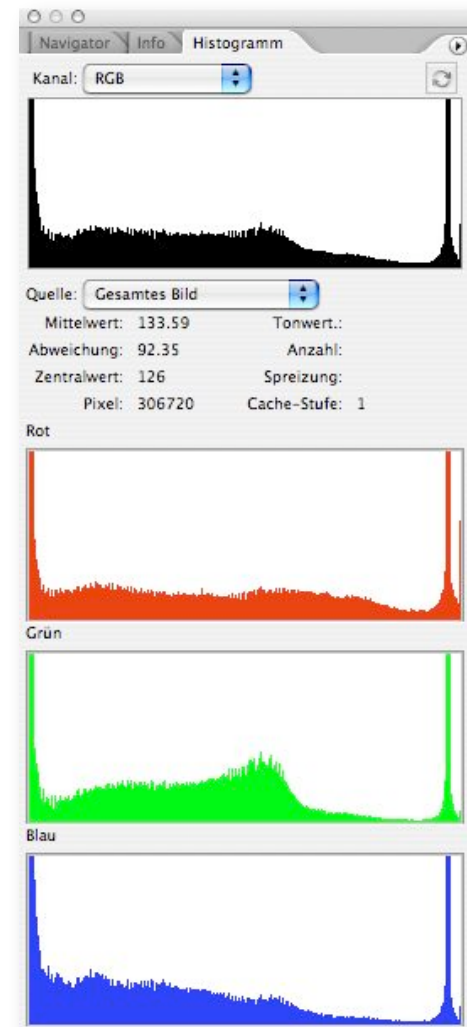 Navigator Info Histogramm
Kanal: RGB
Quelle: Gesamtes Bild
Mittelwert: 133.59 Tonwert.:
Abweichung: 92.35 Anzahl:
Zentralwert: 126 Spreizung:
Pixel: 306720 Cache-Stufe: 1
Rot
Grün
Blau